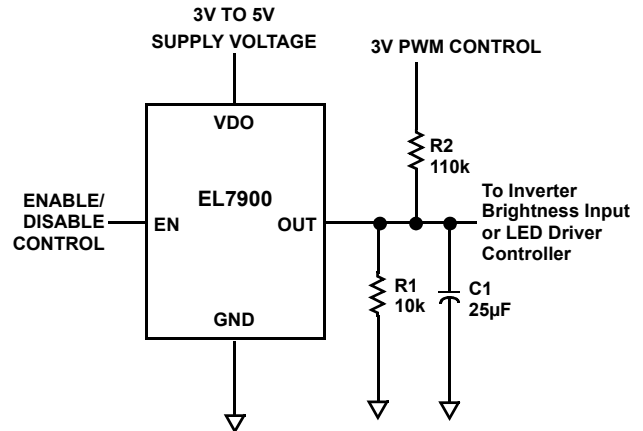 3V TO 5V
SUPPLY VOLTAGE
3V PWM CONTROL
VDO
R2
110k
ENABLE/
DISABLE
CONTROL
EN
EL7900
OUT
To Inverter
Brightness Input
or LED Driver
Controller
R1
10k
C1
25µF
GND